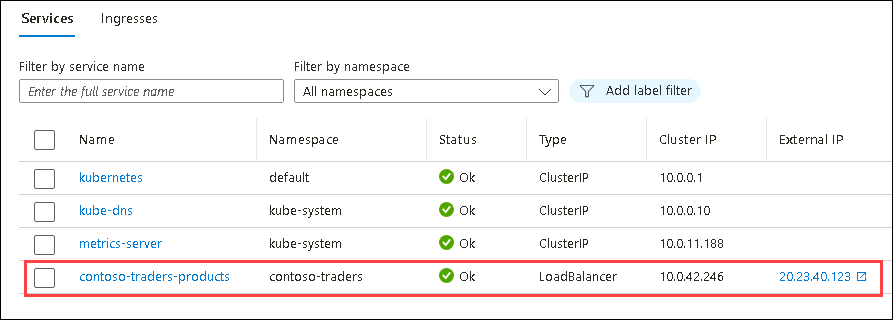 Services Ingresses
Filter by service name Filter by namespace
Enter the full service name All namespaces Add label filter
Name Namespace Status Type Cluster IP External IP
kubernetes default Ok ClusterIP 10.0.0.1
kube-dns kube-system Ok ClusterIP 10.0.0.10
metrics-server kube-system Ok ClusterIP 10.0.11.188
contoso-traders-products contoso-traders Ok LoadBalancer 10.0.42.246 20.23.40.123